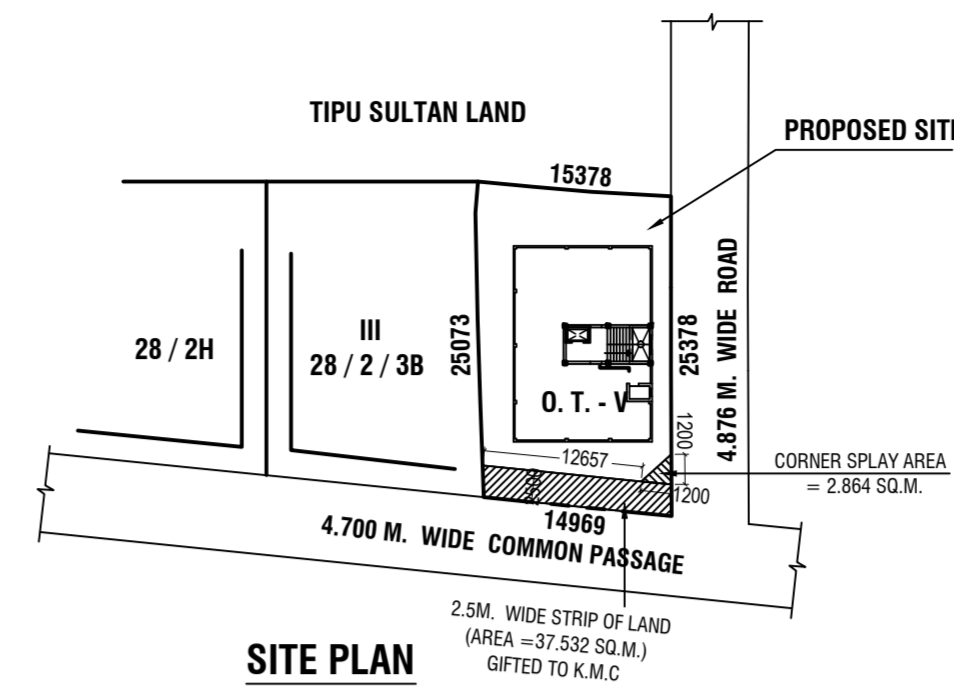 TIPU SULTAN LAND
PROPOSED SIT
15378
28 / 2H
III
28 / 2 / 3B
25073
O. T. - V
25378
4.876 M. WIDE ROAD
12657
1200
1200
2500
CORNER SPLAY AREA
= 2.864 SQ.M.
14969
4.700 M. WIDE COMMON PASSAGE
2.5M. WIDE STRIP OF LAND
(AREA =37.532 SQ.M.)
GIFTED TO K.M.C
SITE PLAN